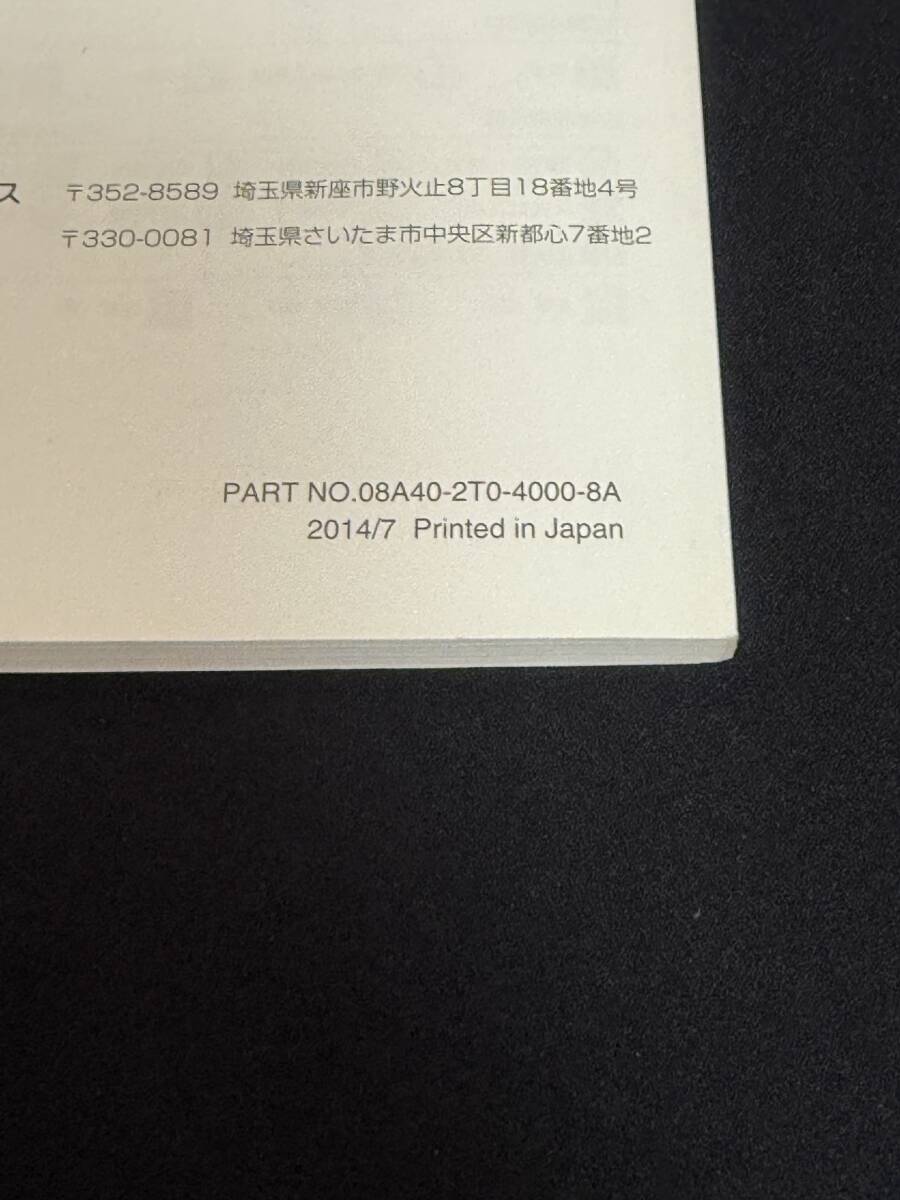 ス 〒352-8589 埼玉県新座市野火止8丁目18番地4号
〒330-0081 埼玉県さいたま市中央区新都心7番地2
PART NO.08A40-2T0-4000-8A
2014/7 Printed in Japan